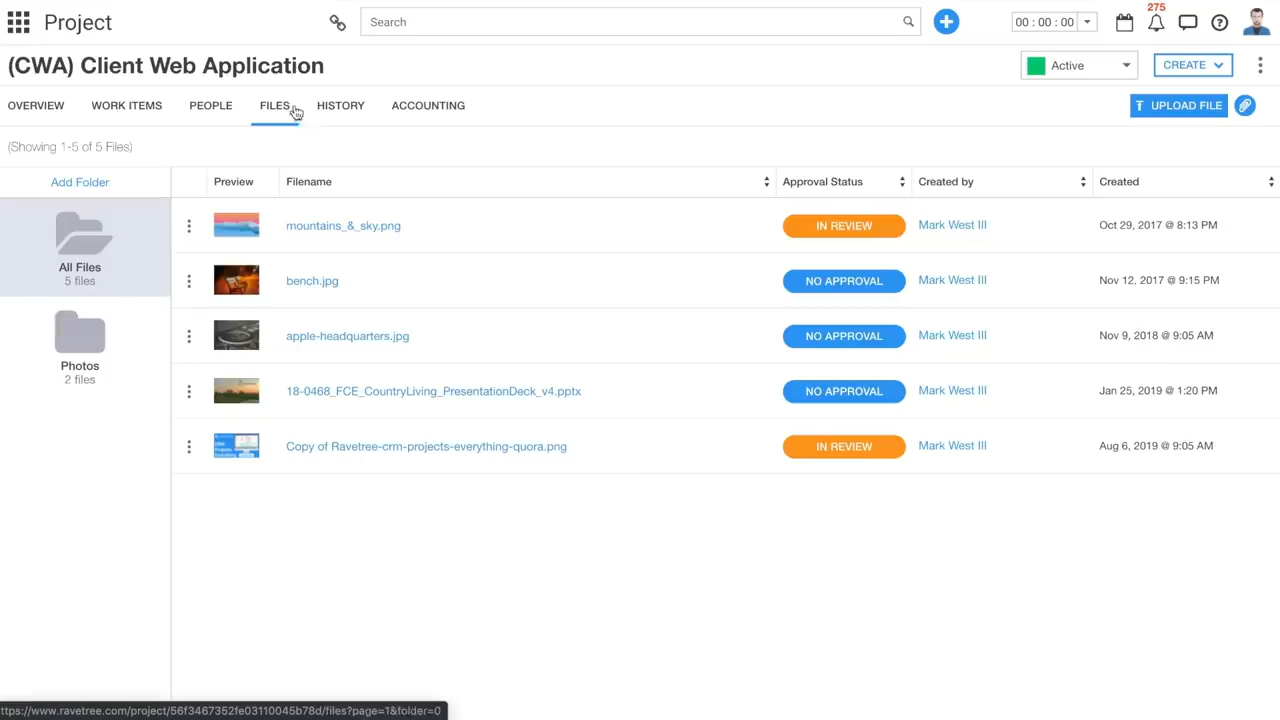 275
Project
Search
00 : 00 : 00
(CWA) Client Web Application
Active
CREATE
OVERVIEW
WORK ITEMS
PEOPLE
FILES
HISTORY
ACCOUNTING
UPLOAD FILE
(Showing 1-5 of 5 Files)
Add Folder
Preview
Filename
Approval Status
Created by
Created
All Files
5 files
Photos
2 files
mountains_&_sky.png
IN REVIEW
Mark West III
Oct 29, 2017 @ 8:13 PM
bench.jpg
NO APPROVAL
Mark West III
Nov 12, 2017 @ 9:15 PM
apple-headquarters.jpg
NO APPROVAL
Mark West III
Nov 9, 2018 @ 9:05 AM
18-0468_FCE_CountryLiving_PresentationDeck_v4.pptx
NO APPROVAL
Mark West III
Jan 25, 2019 @ 1:20 PM
Copy of Ravetree-crm-projects-everything-quora.png
IN REVIEW
Mark West III
Aug 6, 2019 @ 9:05 AM
ttps://www.ravetree.com/project/56f3467352fe03110045b78d/files?page=1&folder=0